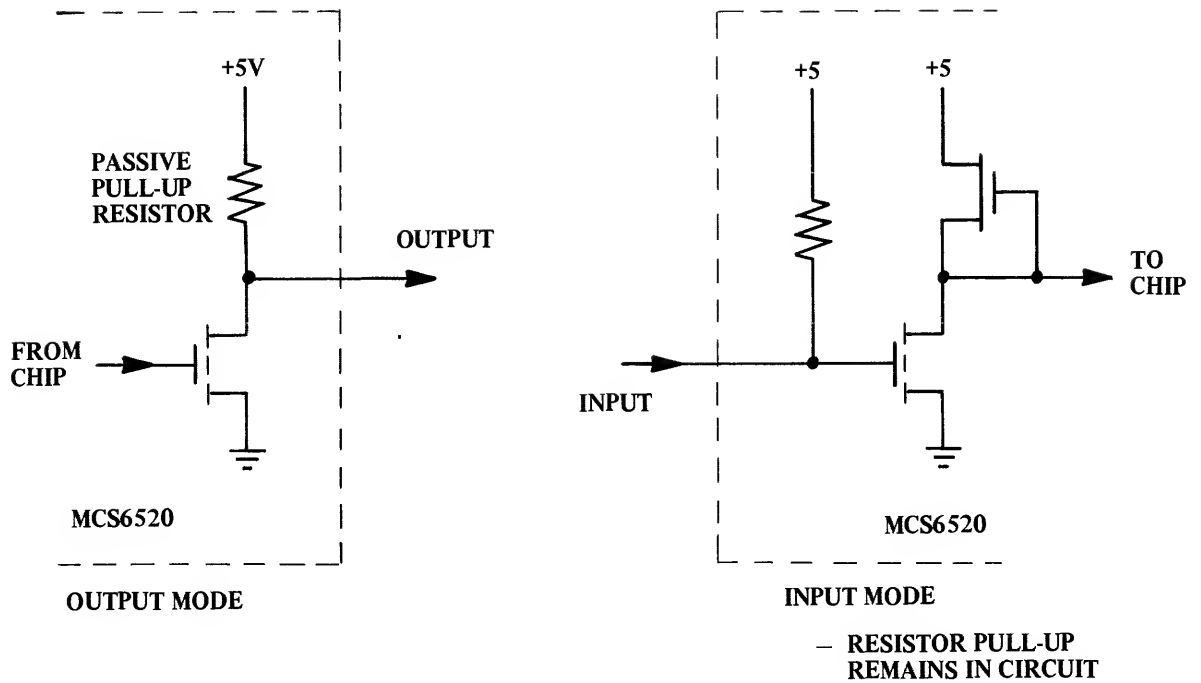 +5V
PASSIVE
PULL-UP
RESISTOR
OUTPUT
FROM
CHIP
MCS6520
OUTPUT MODE
+5
+5
TO
CHIP
INPUT
MCS6520
INPUT MODE
– RESISTOR PULL-UP
REMAINS IN CIRCUIT